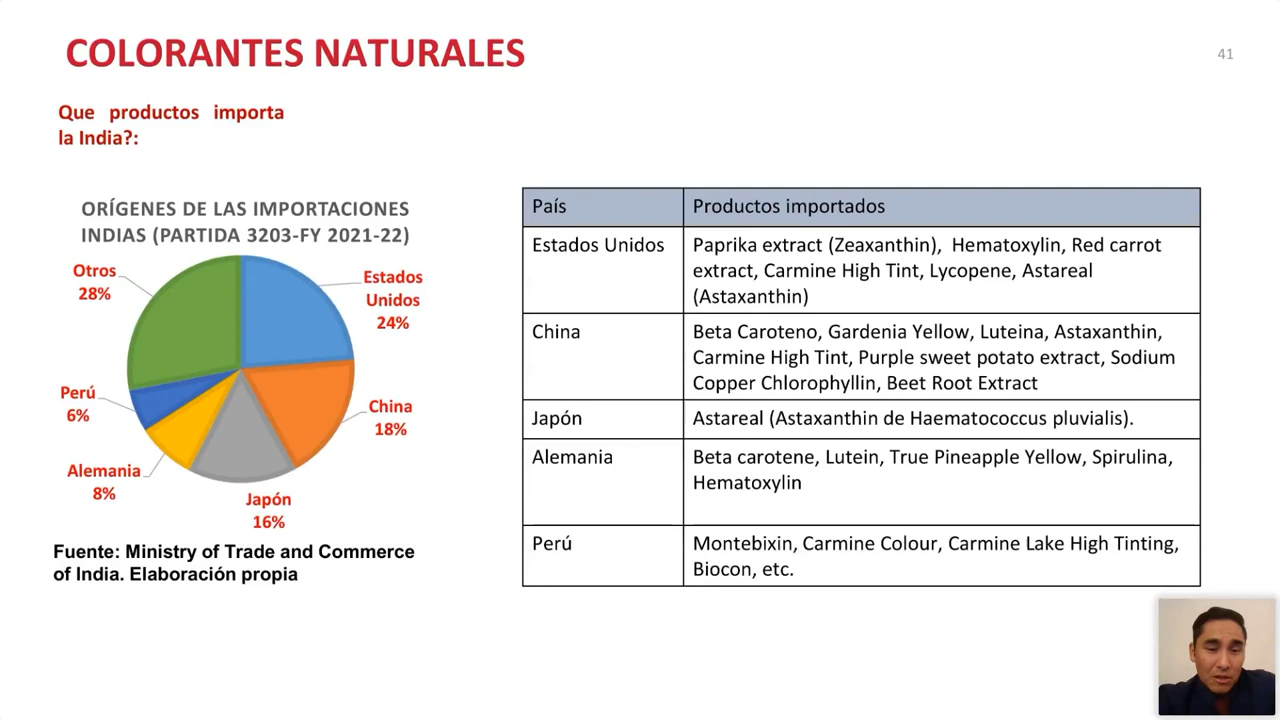 COLORANTES NATURALES
41
Que productos importa
la India?:
ORÍGENES DE LAS IMPORTACIONES
INDIAS (PARTIDA 3203-FY 2021-22)
Otros
28%
Estados
Unidos
24%
Perú
6%
China
18%
Alemania
8%
Japón
16%
Fuente: Ministry of Trade and Commerce
of India. Elaboración propia
País
Productos importados
Estados Unidos
Paprika extract (Zeaxanthin), Hematoxylin, Red carrot
extract, Carmine High Tint, Lycopene, Astareal
(Astaxanthin)
China
Beta Caroteno, Gardenia Yellow, Luteina, Astaxanthin,
Carmine High Tint, Purple sweet potato extract, Sodium
Copper Chlorophyllin, Beet Root Extract
Japón
Astareal (Astaxanthin de Haematococcus pluvialis).
Alemania
Beta carotene, Lutein, True Pineapple Yellow, Spirulina,
Hematoxylin
Perú
Montebixin, Carmine Colour, Carmine Lake High Tinting,
Biocon, etc.